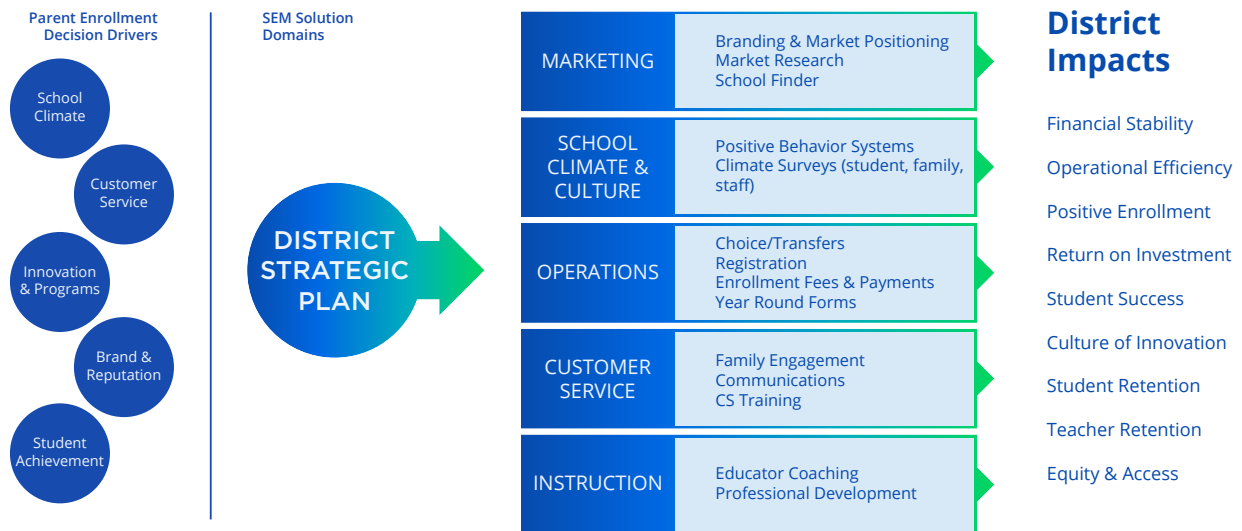 Parent Enrollment
Decision Drivers
School
Climate
Customer
Service
Innovation
& Programs
Brand &
Reputation
Student
Achievement
SEM Solution
Domains
DISTRICT
STRATEGIC
PLAN
MARKETING
Branding & Market Positioning
Market Research
School Finder
SCHOOL
CLIMATE &
CULTURE
Positive Behavior Systems
Climate Surveys (student, family,
staff)
OPERATIONS
Choice/Transfers
Registration
Enrollment Fees & Payments
Year Round Forms
CUSTOMER
SERVICE
Family Engagement
Communications
CS Training
INSTRUCTION
Educator Coaching
Professional Development
District
Impacts
Financial Stability
Operational Efficiency
Positive Enrollment
Return on Investment
Student Success
Culture of Innovation
Student Retention
Teacher Retention
Equity & Access